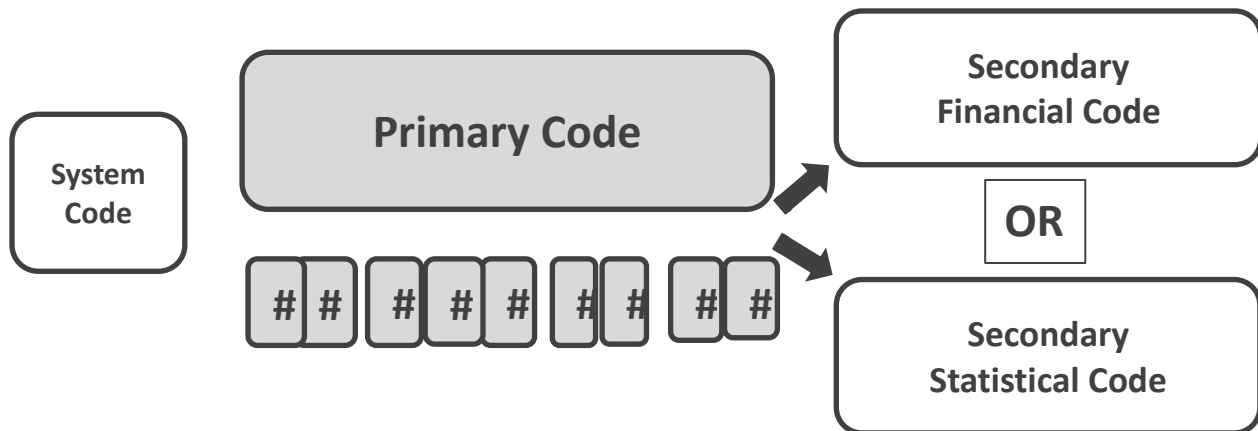 System
Code
Primary Code
# # # # # # # # #
Secondary
Financial Code
OR
Secondary
Statistical Code